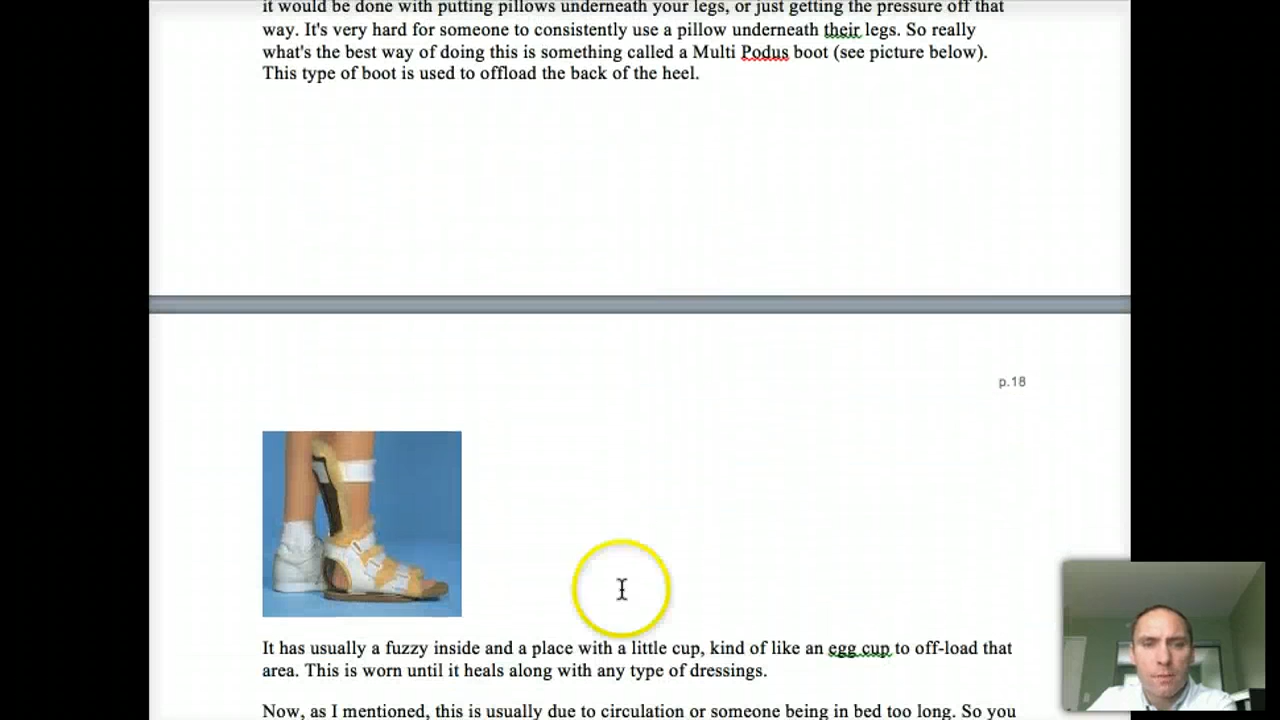 it would be done with putting pillows underneath your legs, or just getting the pressure off that
way. It's very hard for someone to consistently use a pillow underneath their legs. So really
what's the best way of doing this is something called a Multi Podus boot (see picture below).
This type of boot is used to offload the back of the heel.
p.18
It has usually a fuzzy inside and a place with a little cup, kind of like an egg cup to off-load that
area. This is worn until it heals along with any type of dressings.
Now, as I mentioned, this is usually due to circulation or someone being in bed too long. So you